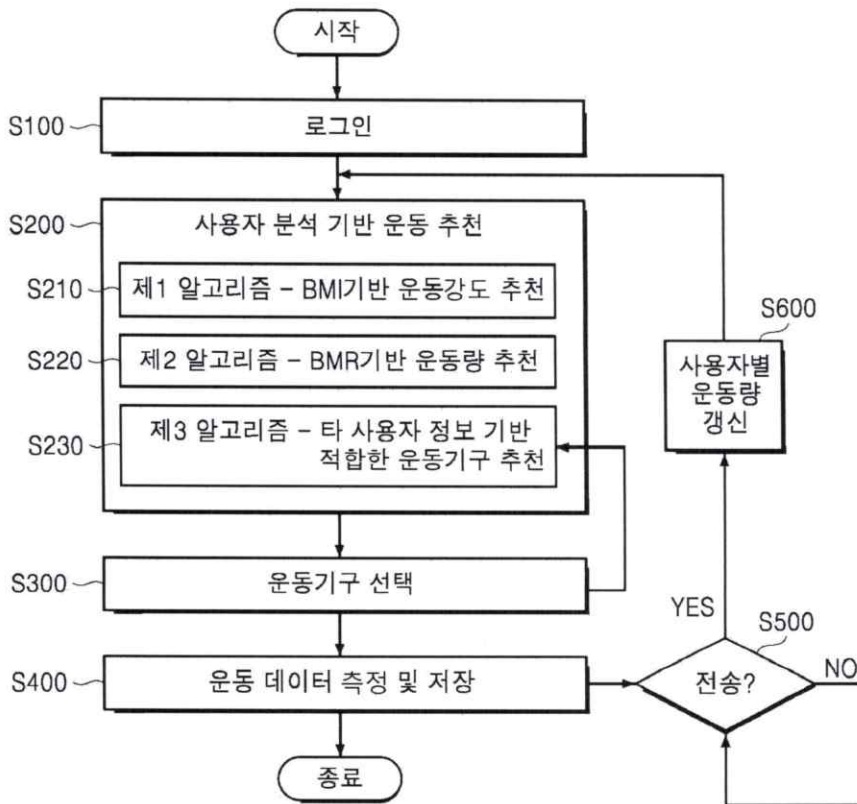 시작
S100
로그인
S200
사용자 분석 기반 운동 추천
S210
제1 알고리즘 - BMI기반 운동강도 추천
S220
제2 알고리즘 - BMR기반 운동량 추천
S230
제3 알고리즘 - 타 사용자 정보 기반
적합한 운동기구 추천
S600
사용자별
운동량
갱신
S300
운동기구 선택
YES
S500
S400
운동 데이터 측정 및 저장
전송?
NO
종료